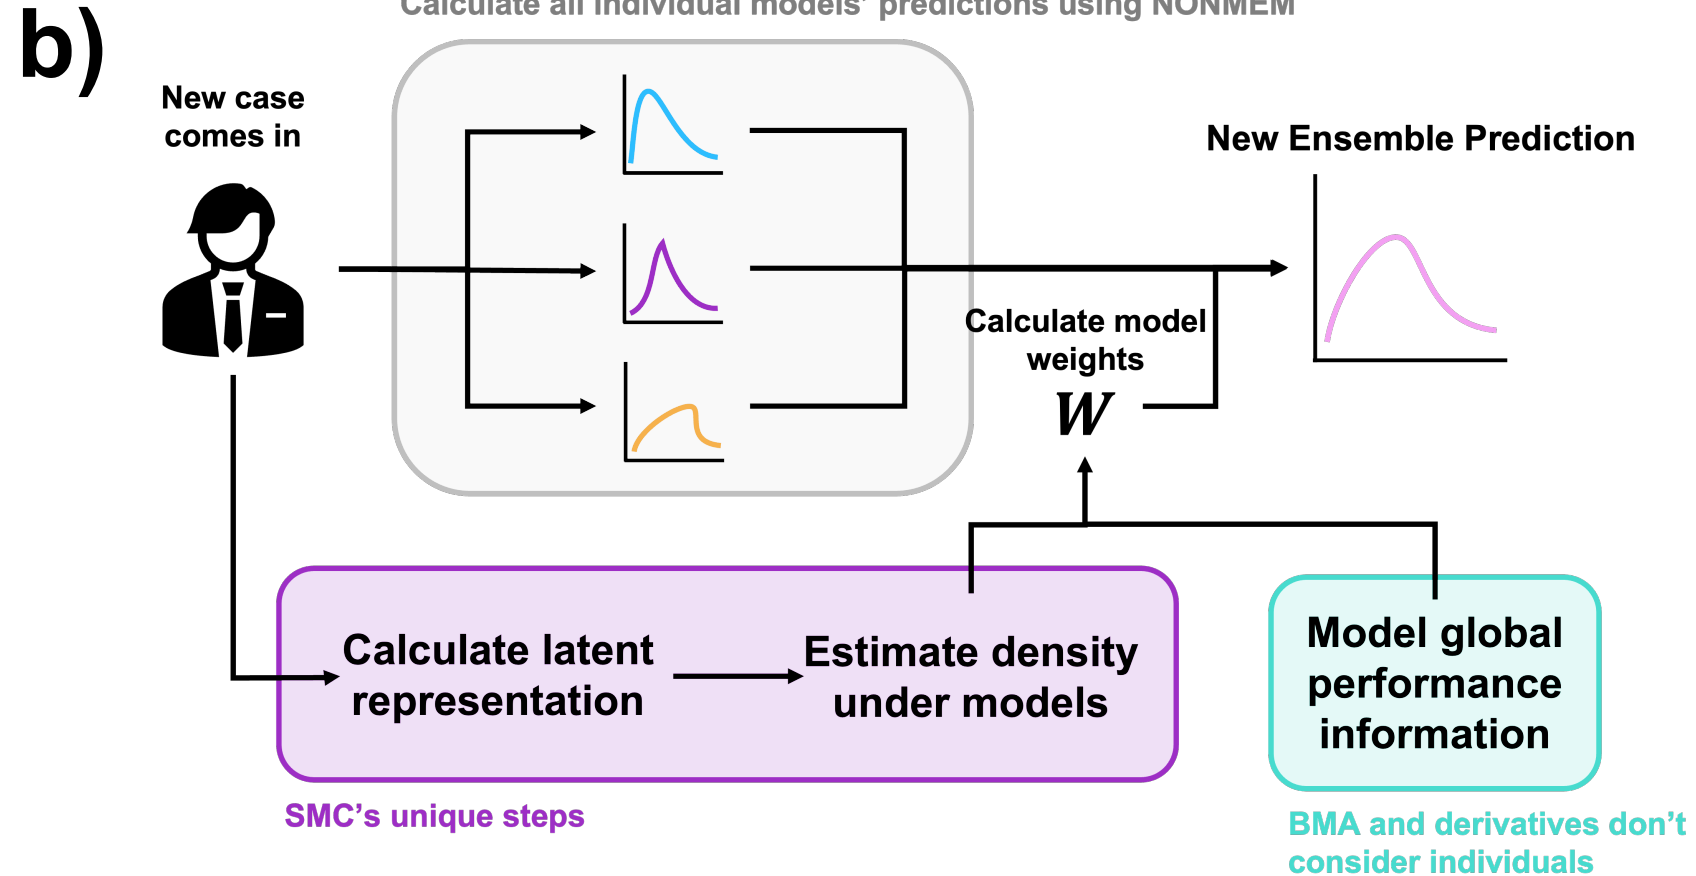 Calculate all individual models' predictions using NONMEM
b)
New case
comes in
New Ensemble Prediction
Calculate model
weights
W
Calculate latent
representation
Estimate density
under models
Model global
performance
information
SMC's unique steps
BMA and derivatives don't
consider individuals